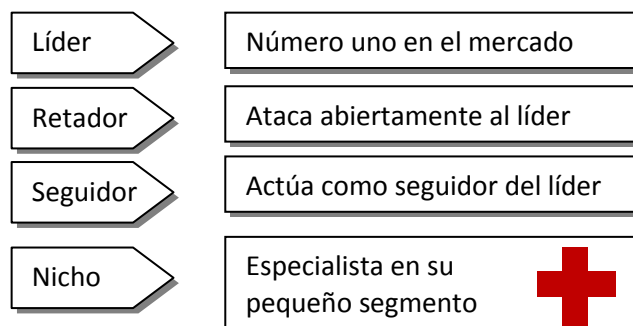 Líder
Número uno en el mercado
Retador
Ataca abiertamente al líder
Seguidor
Actúa como seguidor del líder
Nicho
Especialista en su
pequeño segmento